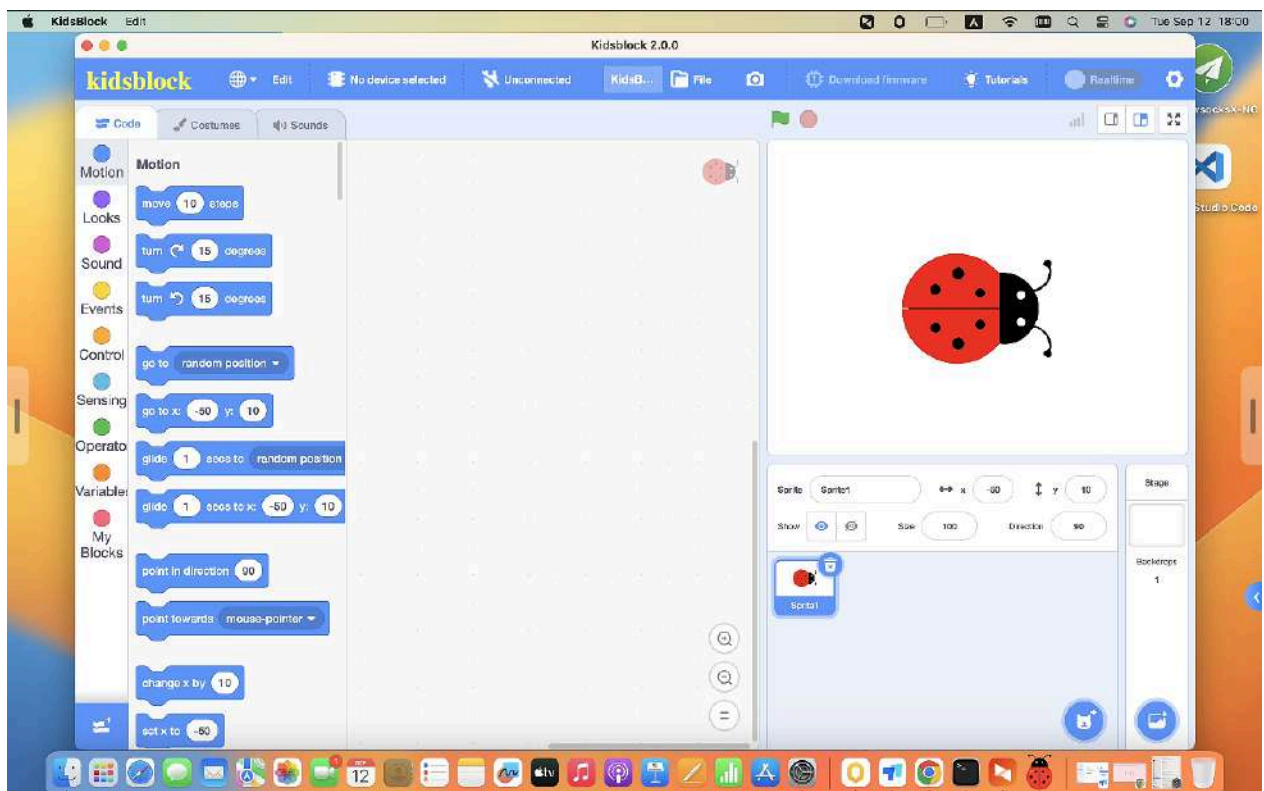 KidsBlock Edit
Tue Sep 12 18:00
Kidsblock 2.0.0
kidsblock
Edit
No device selected
Unconnected
KidsB...
File
Download firmware
Tutorials
Realtime
Code
Costumes
Sounds
Motion
Looks
Sound
Events
Control
Sensing
Operato
Variable
My
Blocks
Motion
move 10 steps
turn 15 degrees
turn 15 degrees
go to random position
go to x: -50 y: 10
glide 1 secs to random position
glide 1 secs to x: -50 y: 10
point in direction 90
point towards mouse-pointer
change x by 10
set x to -50
Sprite Sprite1 x -50 y 10
Show Size 100 Direction 90
Sprite1
Stage
Backdrops
1
Studio Code
SEP
12
tv